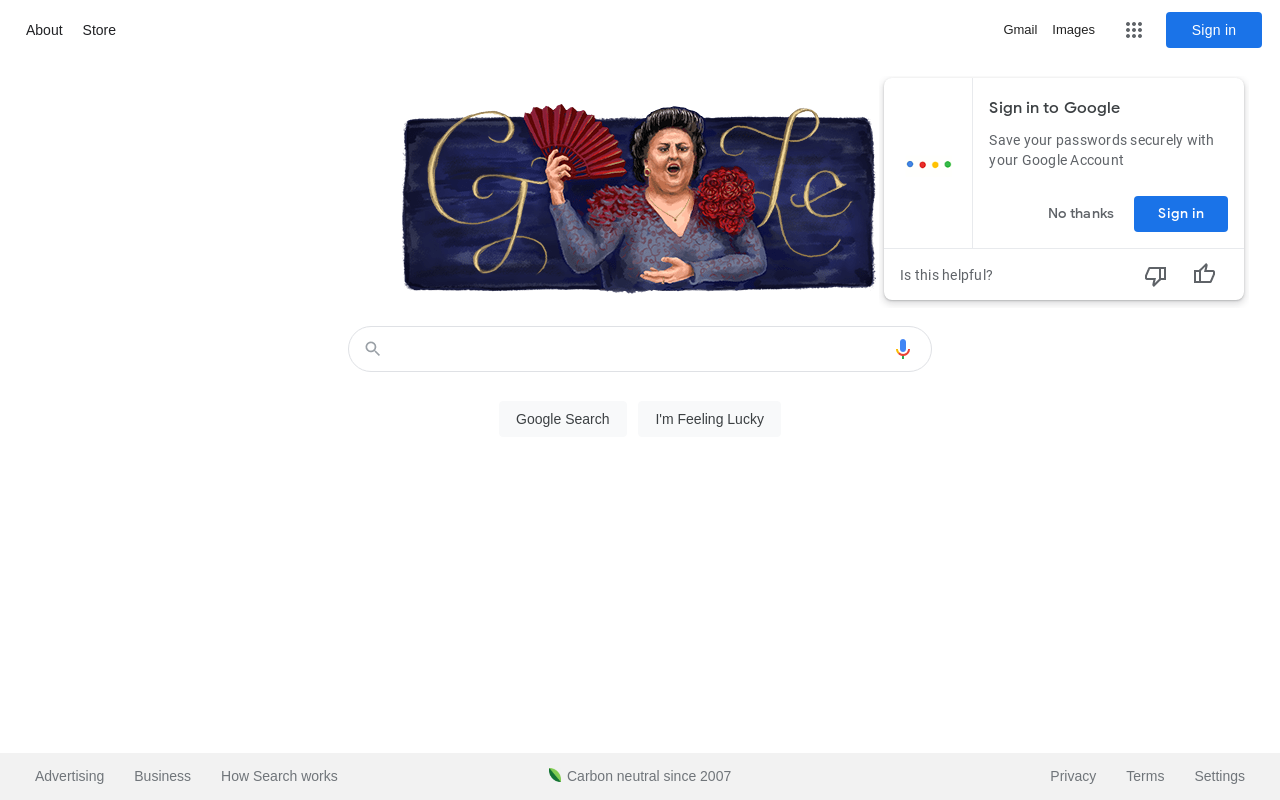 About Store
Gmail Images
Sign in
G le
Sign in to Google
Save your passwords securely with
your Google Account
No thanks
Sign in
Is this helpful?
Google Search
I'm Feeling Lucky
Advertising Business How Search works
Carbon neutral since 2007
Privacy Terms Settings